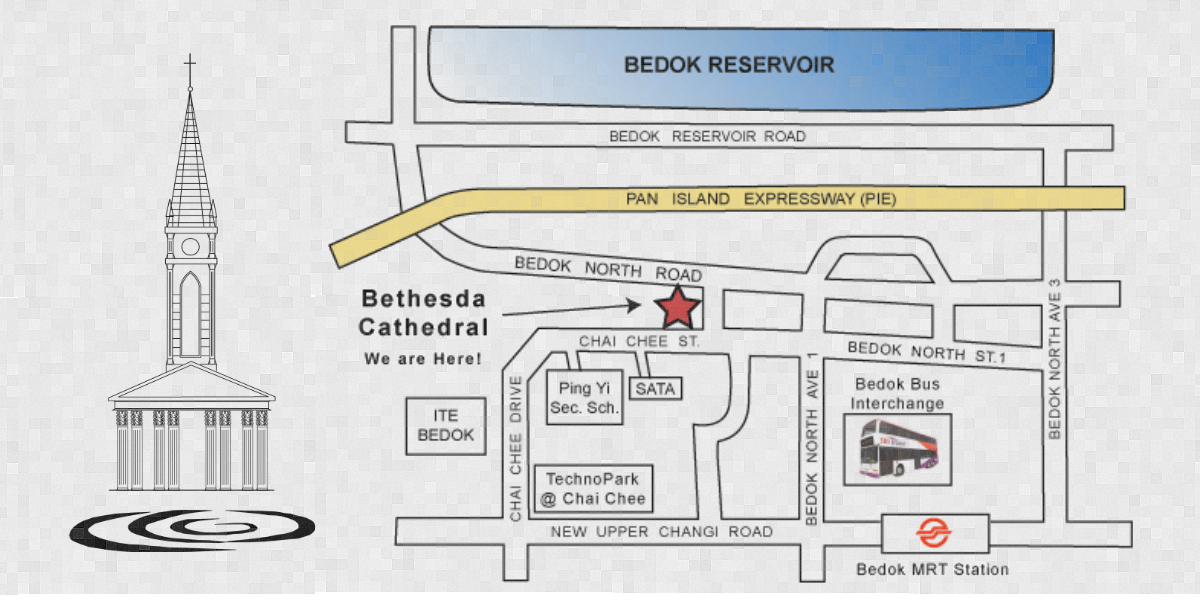 BEDOK RESERVOIR
BEDOK RESERVOIR ROAD
PAN ISLAND EXPRESSWAY (PIE)
BEDOK NORTH ROAD
Bethesda
Cathedral
We are Here!
CHAI CHEE ST.
BEDOK NORTH ST.1
BEDOK NORTH AVE 3
CHAI CHEE DRIVE
Ping Yi
Sec. Sch.
SATA
BEDOK NORTH AVE 1
Bedok Bus
Interchange
ITE
BEDOK
TechnoPark
@ Chai Chee
NEW UPPER CHANGI ROAD
Bedok MRT Station